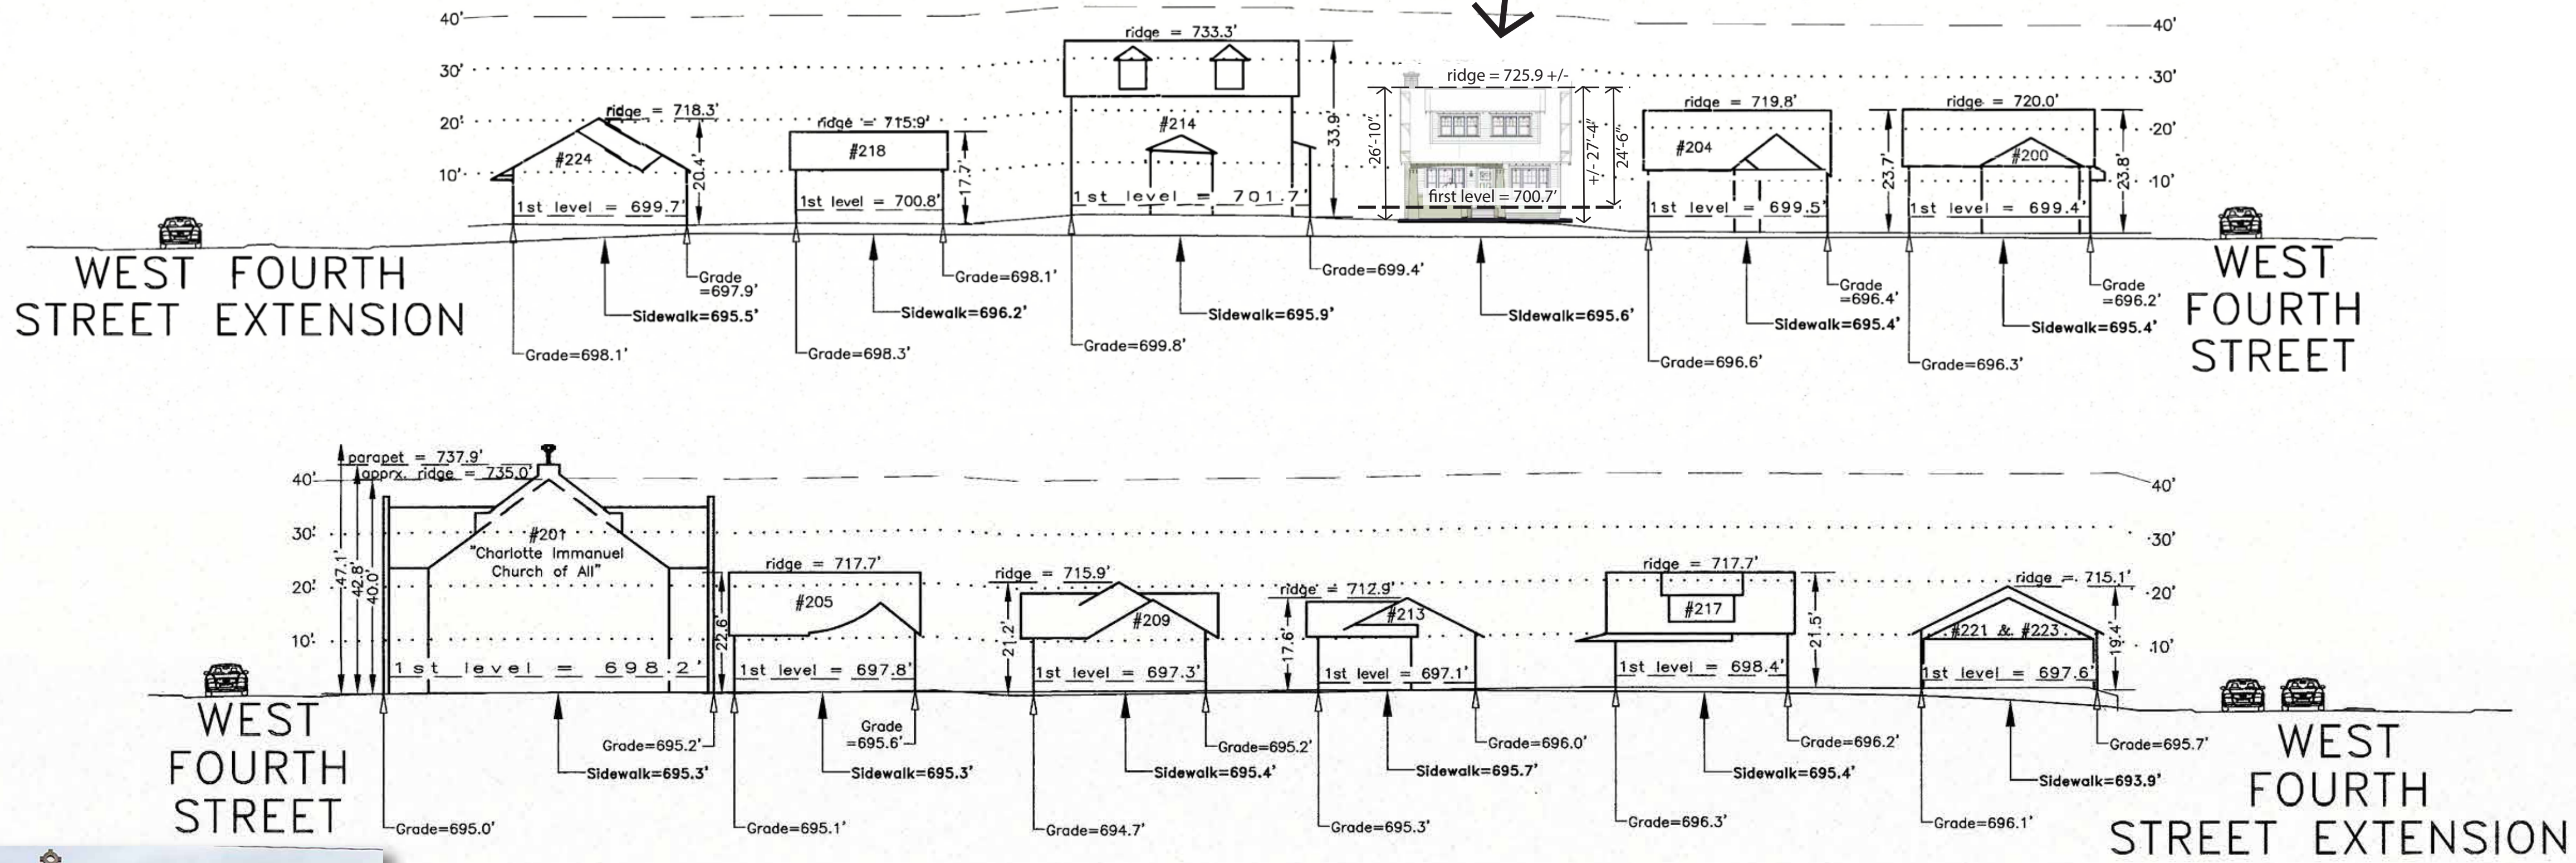 40'
40'
30'
30'
20'
20'
10'
10'
ridge = 718.3'
#224
1st level = 699.7'
20.4'
ridge = 715.9'
#218
1st level = 700.8'
17.7'
ridge = 733.3'
#214
1st level = 701.7'
33.9'
ridge = 725.9 +/-
26'-10"
first level = 700.7'
+/- 27'-4"
24'-6"
ridge = 719.8'
#204
1st level = 699.5'
23.7'
ridge = 720.0'
#200
1st level = 699.4'
23.8'
WEST FOURTH
STREET EXTENSION
Grade=698.1'
Sidewalk=695.5'
Grade
=697.9'
Grade=698.3'
Sidewalk=696.2'
Grade=698.1'
Grade=699.8'
Sidewalk=695.9'
Grade=699.4'
Sidewalk=695.6'
Grade=696.6'
Sidewalk=695.4'
Grade
=696.4'
Grade=696.3'
Sidewalk=695.4'
Grade
=696.2'
WEST
FOURTH
STREET
parapet = 737.9'
apprx. ridge = 735.0'
40'
40'
30'
30'
20'
20'
10'
10'
47.1'
42.8'
40.0'
#201
"Charlotte Immanuel
Church of All"
1st level = 698.2'
22.6'
ridge = 717.7'
#205
1st level = 697.8'
ridge = 715.9'
21.2'
#209
1st level = 697.3'
ridge = 712.9'
17.6'
#213
1st level = 697.1'
ridge = 717.7'
#217
1st level = 698.4'
21.5'
ridge = 715.1'
#221 & #223
1st level = 697.6'
19.4'
WEST
FOURTH
STREET
Grade=695.0'
Sidewalk=695.3'
Grade=695.2'
Grade=695.1'
Sidewalk=695.3'
Grade
=695.6'
Grade=694.7'
Sidewalk=695.4'
Grade=695.2'
Grade=695.3'
Sidewalk=695.7'
Grade=696.0'
Grade=696.3'
Sidewalk=695.4'
Grade=696.2'
Grade=696.1'
Sidewalk=693.9'
Grade=695.7'
WEST
FOURTH
STREET EXTENSION